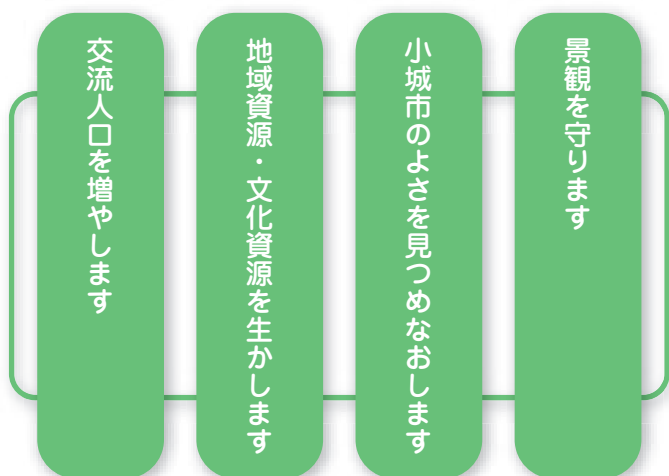 景観を守ります
小城市のよさを見つめなおします
地域資源・文化資源を生かします
交流人口を増やします